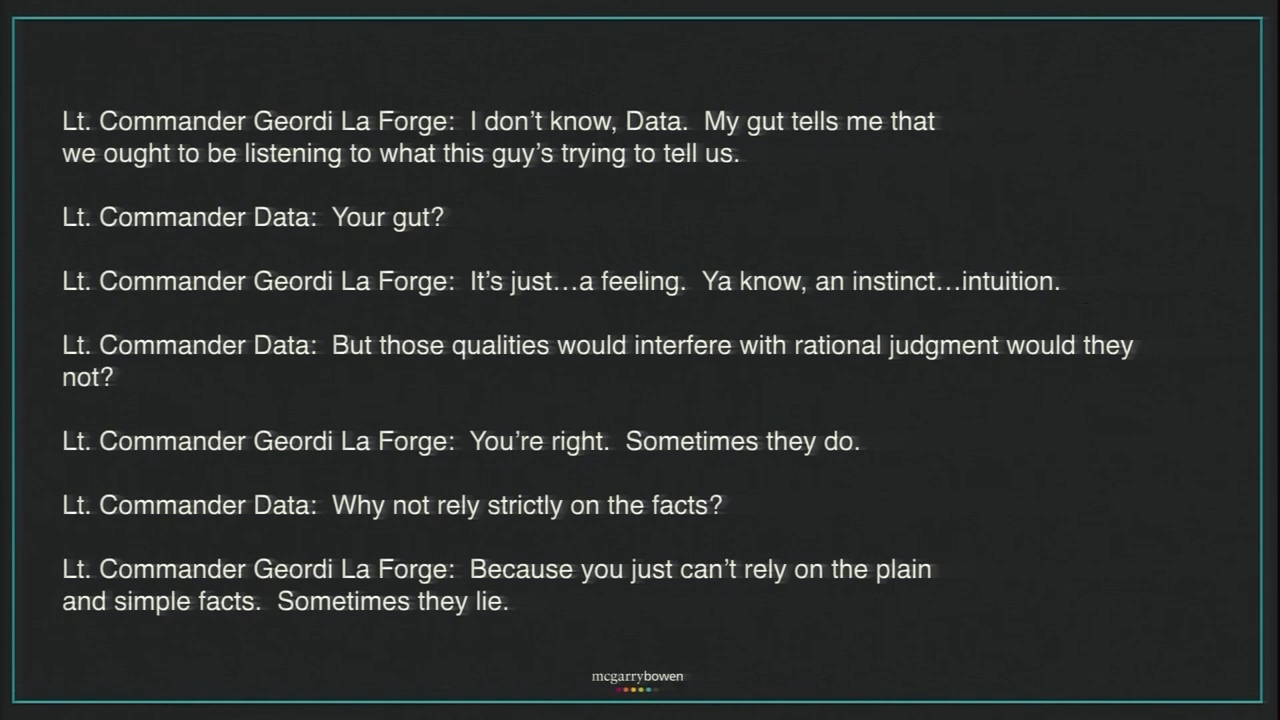 Lt. Commander Geordi La Forge:  I don’t know, Data.  My gut tells me that
we ought to be listening to what this guy’s trying to tell us.
Lt. Commander Data:  Your gut?
Lt. Commander Geordi La Forge:  It’s just…a feeling.  Ya know, an instinct…intuition.
Lt. Commander Data:  But those qualities would interfere with rational judgment would they
not?
Lt. Commander Geordi La Forge:  You’re right.  Sometimes they do.
Lt. Commander Data:  Why not rely strictly on the facts?
Lt. Commander Geordi La Forge:  Because you just can’t rely on the plain
and simple facts.  Sometimes they lie.
mcgarrybowen